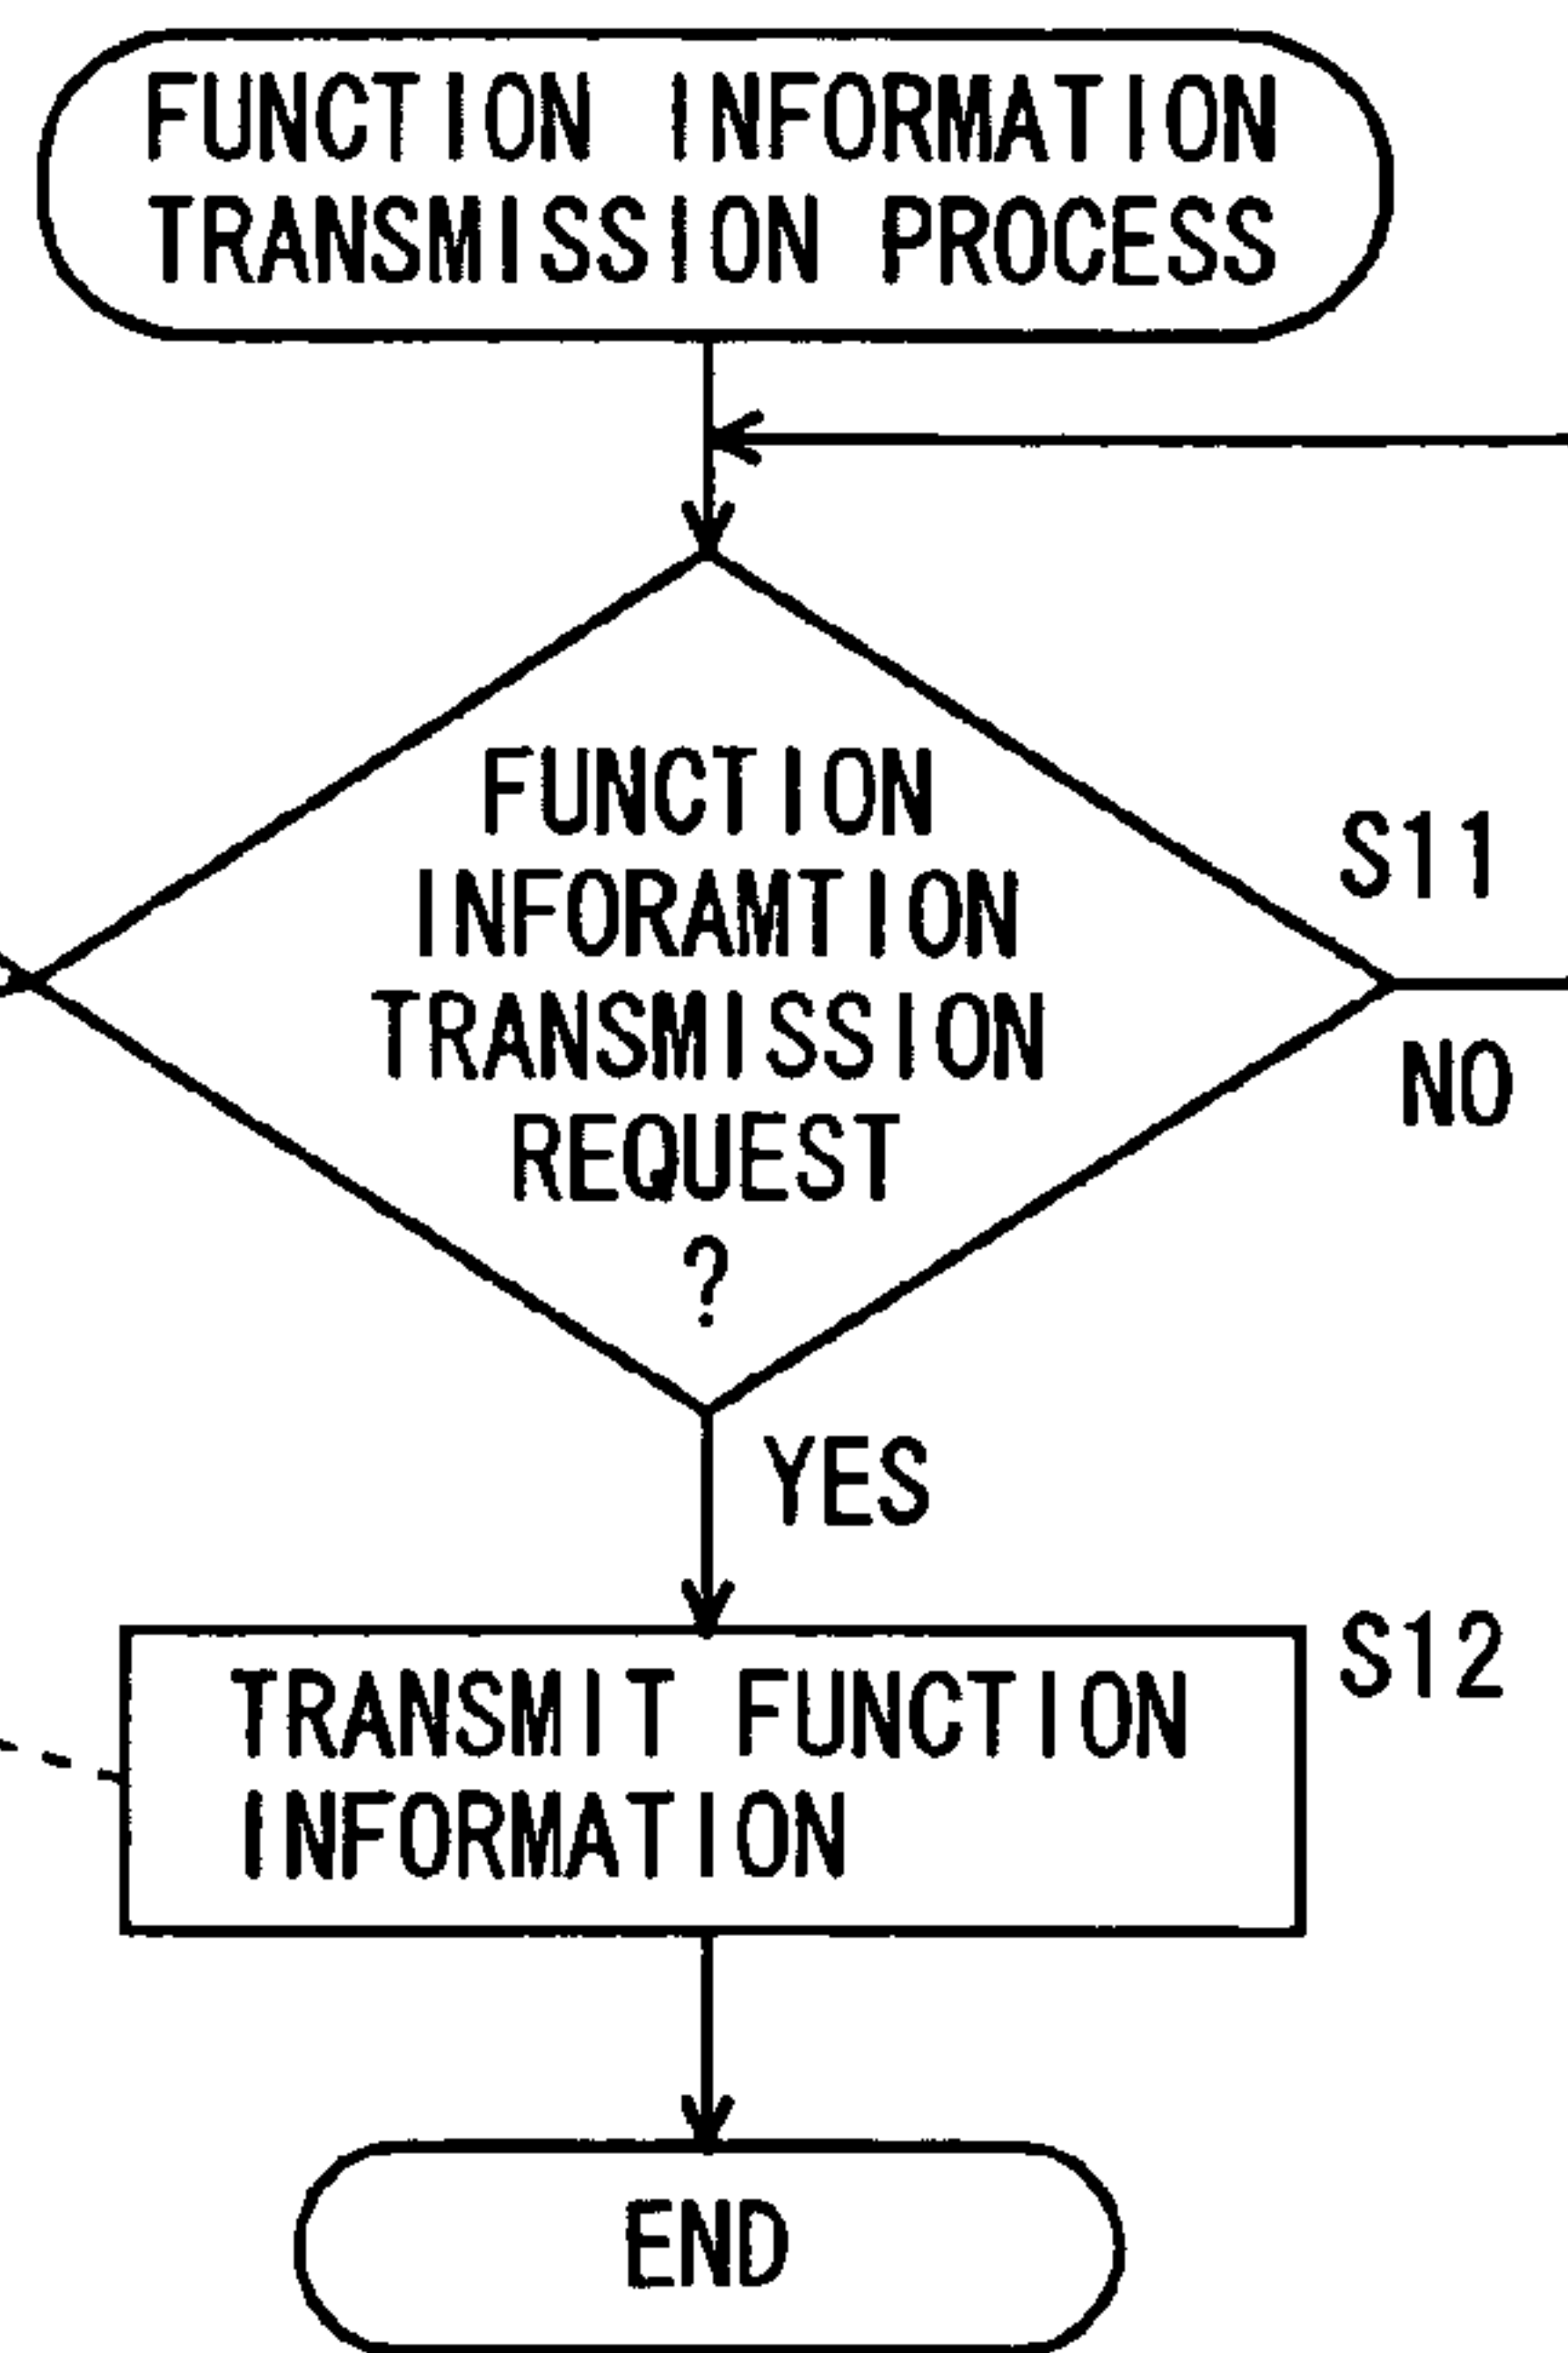 FUNCTION INFORMATION
TRANSMISSION PROCESS
FUNCTION
INFORAMTION
TRANSMISSION
REQUEST
?
S11
NO
YES
S12
TRANSMIT FUNCTION
INFORMATION
END